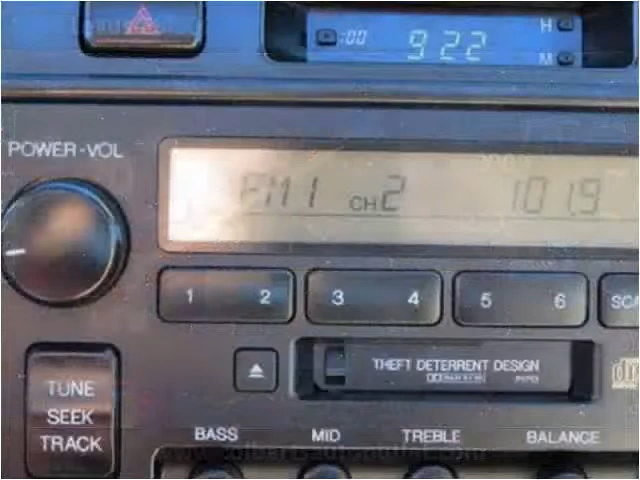 :00 9 22 H
M
POWER-VOL
FM1 CH2 101.9
1 2 3 4 5 6
THEFT DETERRENT DESIGN
TUNE
SEEK
TRACK
BASS MID TREBLE BALANCE